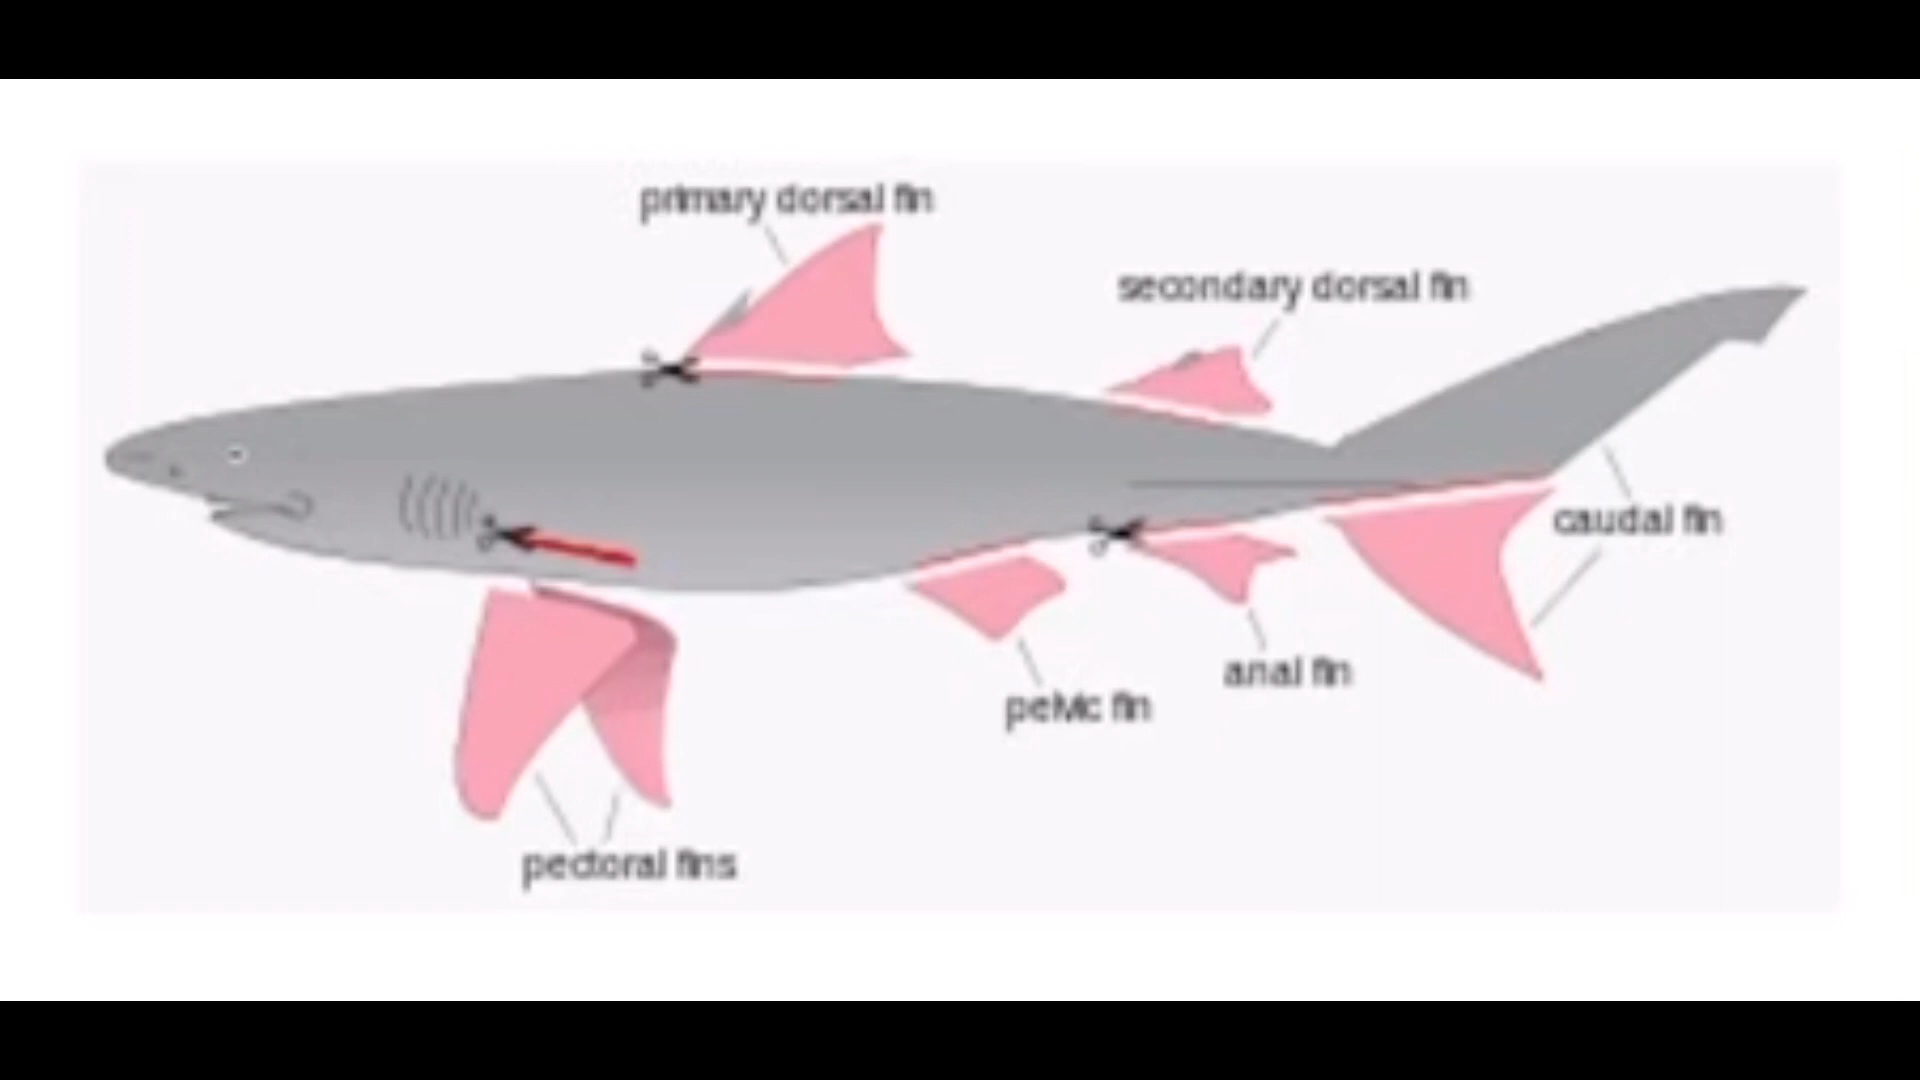 primary dorsal fin
secondary dorsal fin
caudal fin
anal fin
pelvic fin
pectoral fins